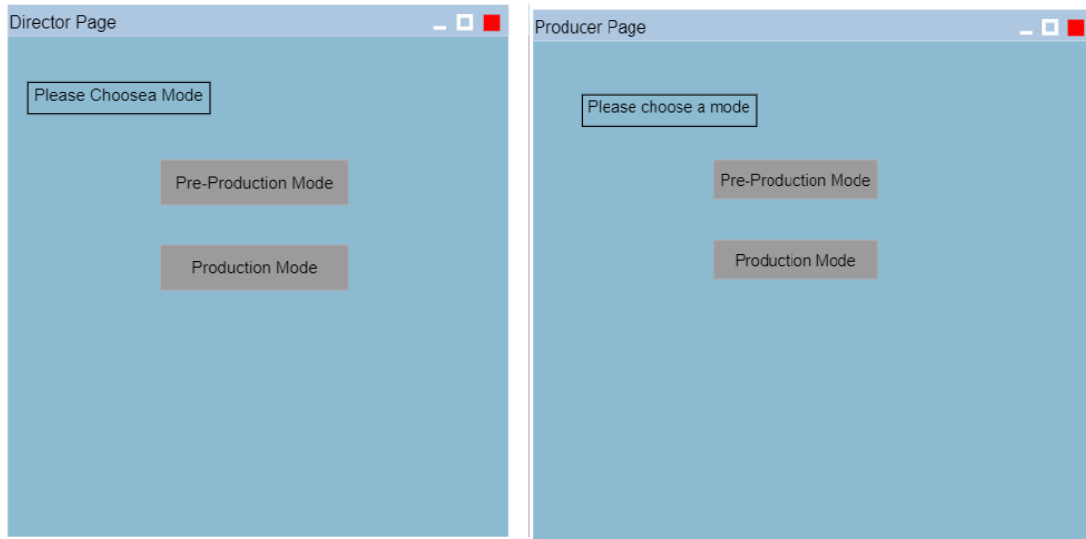 Director Page
Please Choosea Mode
Pre-Production Mode
Production Mode
Producer Page
Please choose a mode
Pre-Production Mode
Production Mode